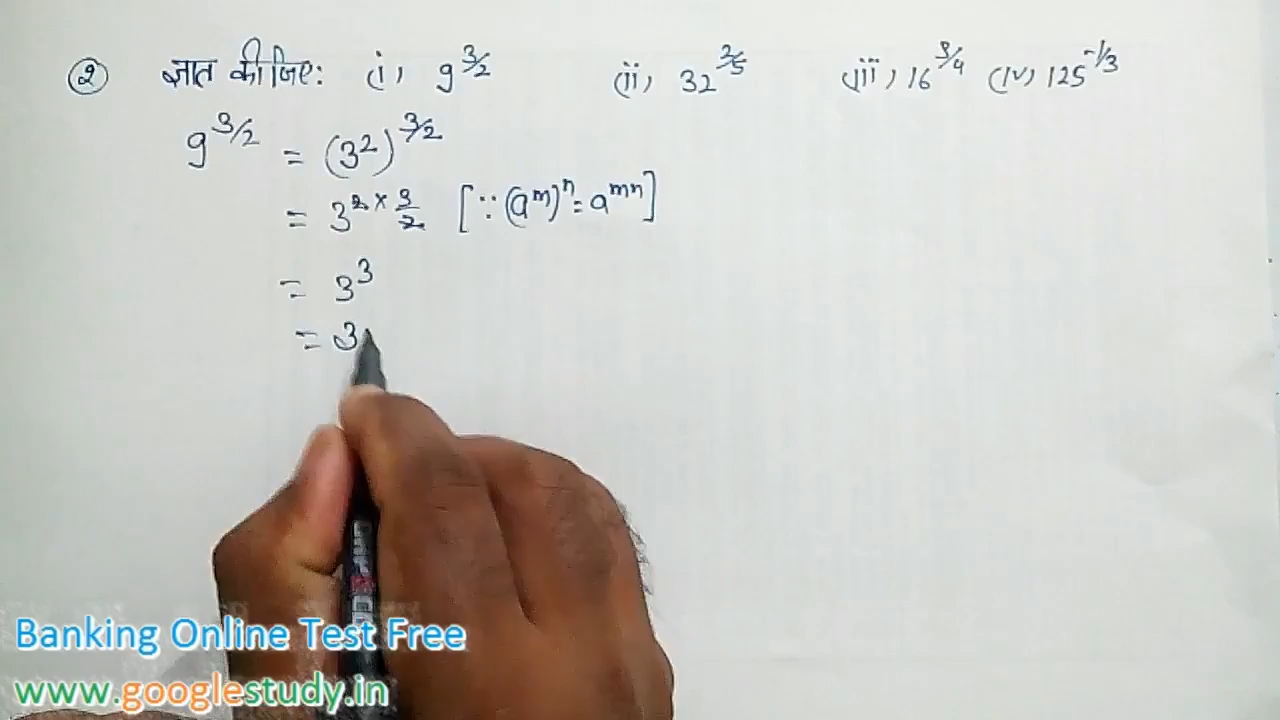 ② ज्ञात कीजिए: (i) 9^3/2 (ii) 32^2/5 (iii) 16^3/4 (iv) 125^-1/3
9^3/2 = (3^2)^3/2
= 3^2×3/2 [∵ (a^m)^n = a^mn]
= 3^3
= 3
Banking Online Test Free
www.googlestudy.in